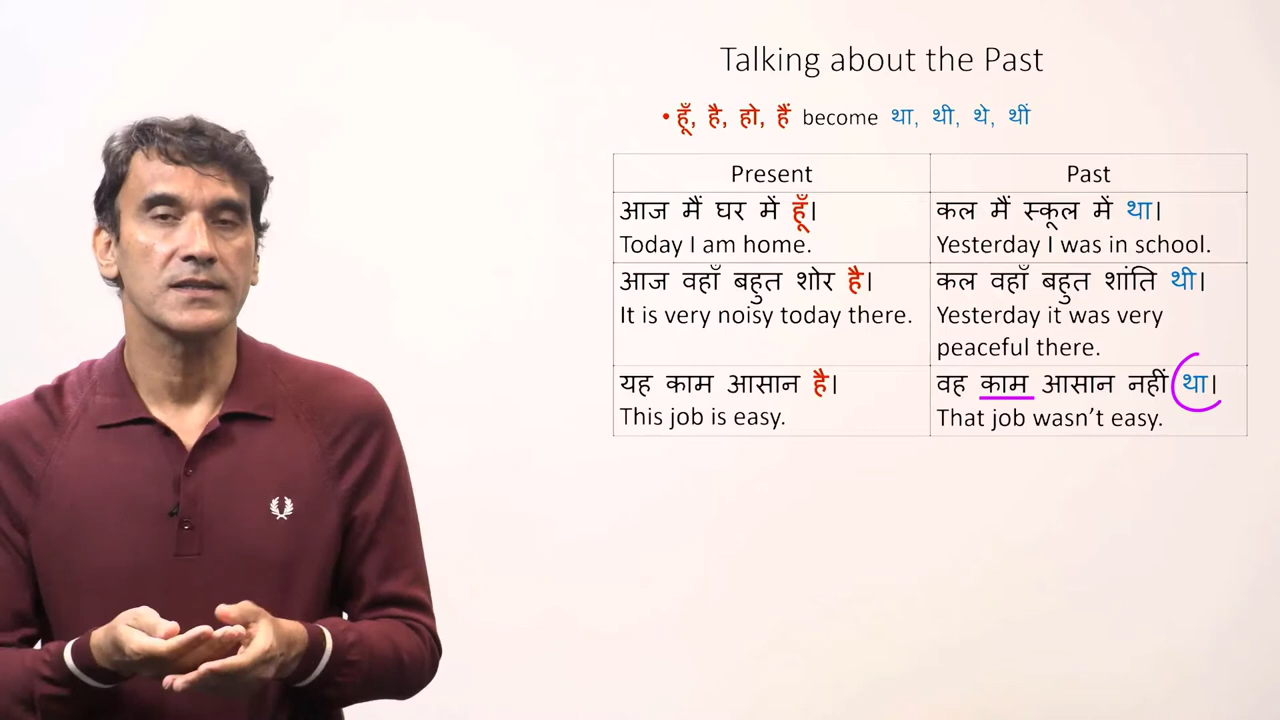 Talking about the Past
• हूँ, है, हो, हैं become था, थी, थे, थीं
Present
Past
आज मैं घर में हूँ।
Today I am home.
कल मैं स्कूल में था।
Yesterday I was in school.
आज वहाँ बहुत शोर है।
It is very noisy today there.
कल वहाँ बहुत शांति थी।
Yesterday it was very
peaceful there.
यह काम आसान है।
This job is easy.
वह काम आसान नहीं था।
That job wasn’t easy.